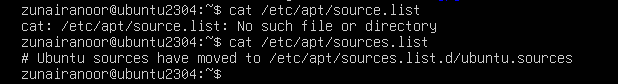 zunairanoor@ubuntu2304:~$ cat /etc/apt/source.list
cat: /etc/apt/source.list: No such file or directory
zunairanoor@ubuntu2304:~$ cat /etc/apt/sources.list
# Ubuntu sources have moved to /etc/apt/sources.list.d/ubuntu.sources
zunairanoor@ubuntu2304:~$